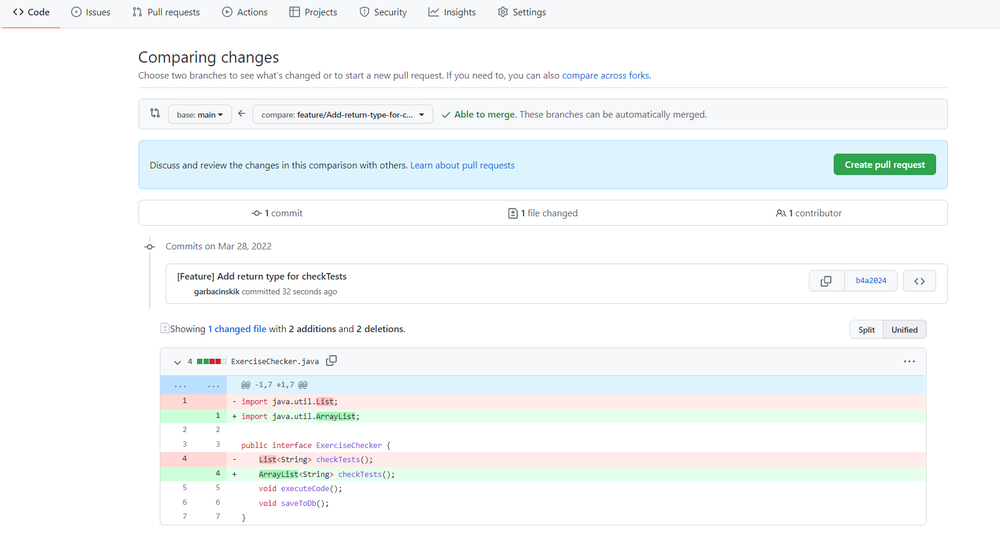 Code Issues Pull requests Actions Projects Security Insights Settings
Comparing changes
Choose two branches to see what's changed or to start a new pull request. If you need to, you can also compare across forks.
base: main compare: feature/Add-return-type-for-c... Able to merge. These branches can be automatically merged.
Discuss and review the changes in this comparison with others. Learn about pull requests Create pull request
1 commit 1 file changed 1 contributor
Commits on Mar 28, 2022
[Feature] Add return type for checkTests
garbacinskik committed 32 seconds ago
b4a2024
Showing 1 changed file with 2 additions and 2 deletions.
Split Unified
4 ExerciseChecker.java ...
... ... @@ -1,7 +1,7 @@
1 - import java.util.List;
1 + import java.util.ArrayList;
2 2
3 3 public interface ExerciseChecker {
4 - List<String> checkTests();
4 + ArrayList<String> checkTests();
5 5 void executeCode();
6 6 void saveToDb();
7 7 }